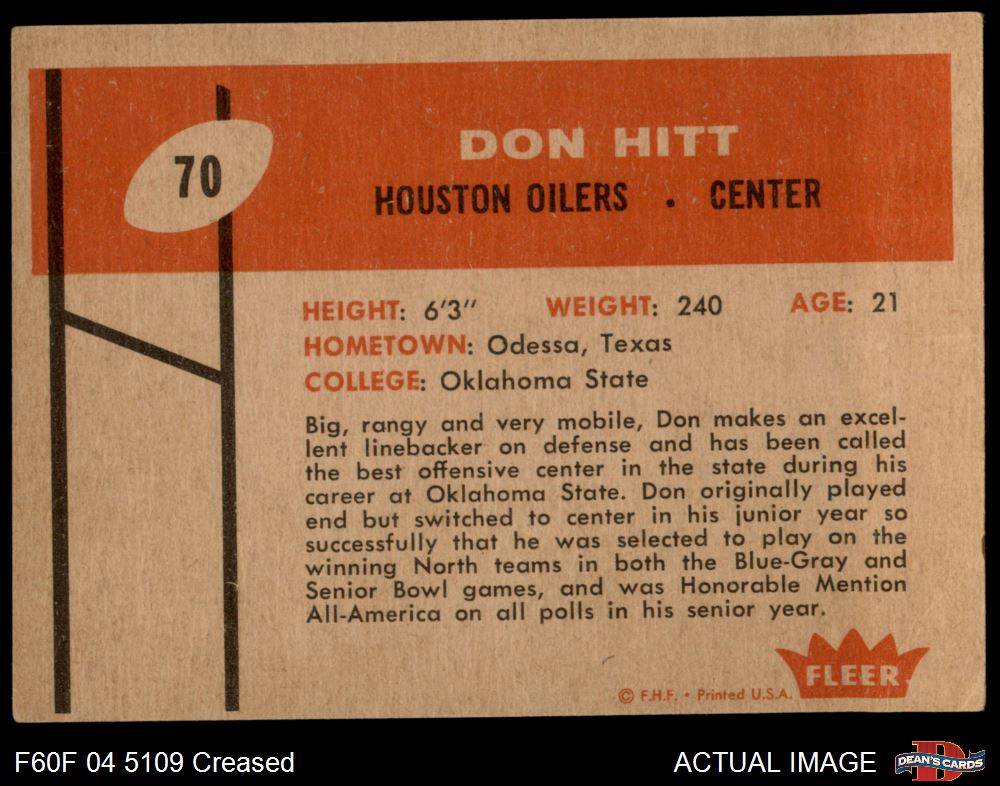 70
DON HITT
HOUSTON OILERS . CENTER
HEIGHT: 6'3" WEIGHT: 240 AGE: 21
HOMETOWN: Odessa, Texas
COLLEGE: Oklahoma State
Big, rangy and very mobile, Don makes an excel-
lent linebacker on defense and has been called
the best offensive center in the state during his
career at Oklahoma State. Don originally played
end but switched to center in his junior year so
successfully that he was selected to play on the
winning North teams in both the Blue-Gray and
Senior Bowl games, and was Honorable Mention
All-America on all polls in his senior year.
FLEER
© F.H.F. • Printed U.S.A.
F60F 04 5109 Creased
ACTUAL IMAGE
D
DEAN'S CARDS